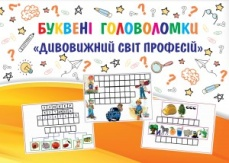 БУКВЕНІ ГОЛОВОЛОМКИ
«ДИВОВИЖНИЙ СВІТ ПРОФЕСІЙ»